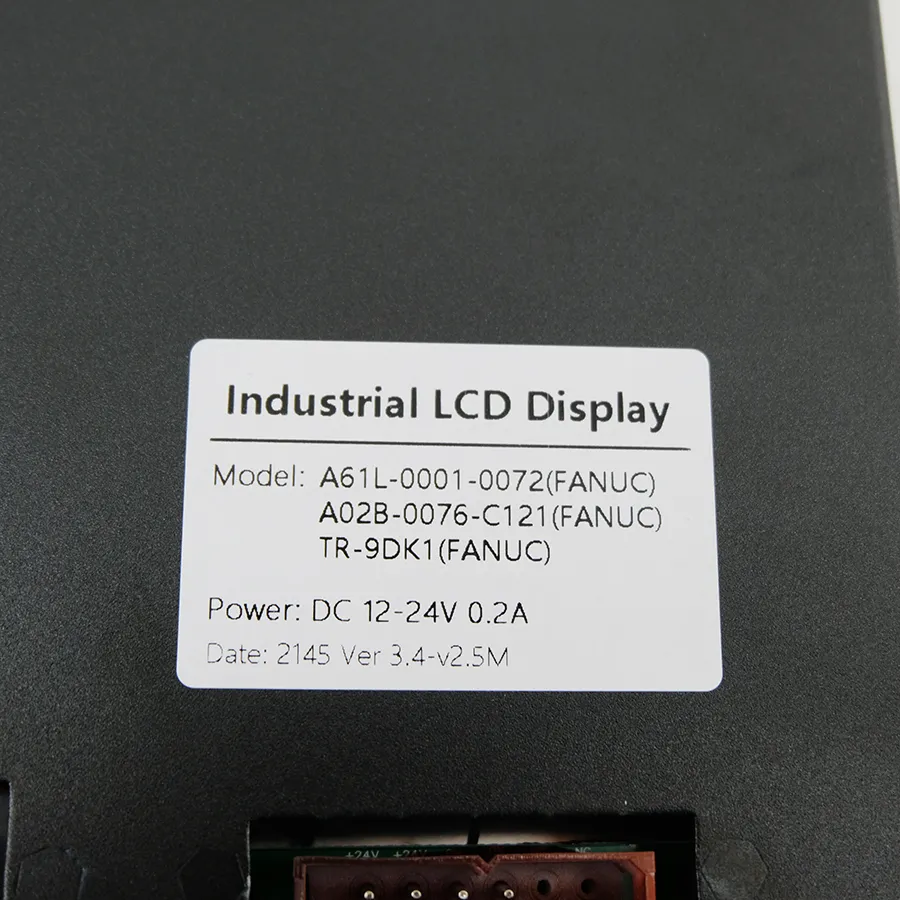 Industrial LCD Display
Model: A61L-0001-0072(FANUC)
A02B-0076-C121(FANUC)
TR-9DK1(FANUC)
Power: DC 12-24V 0.2A
Date: 2145 Ver 3.4-v2.5M
+24V